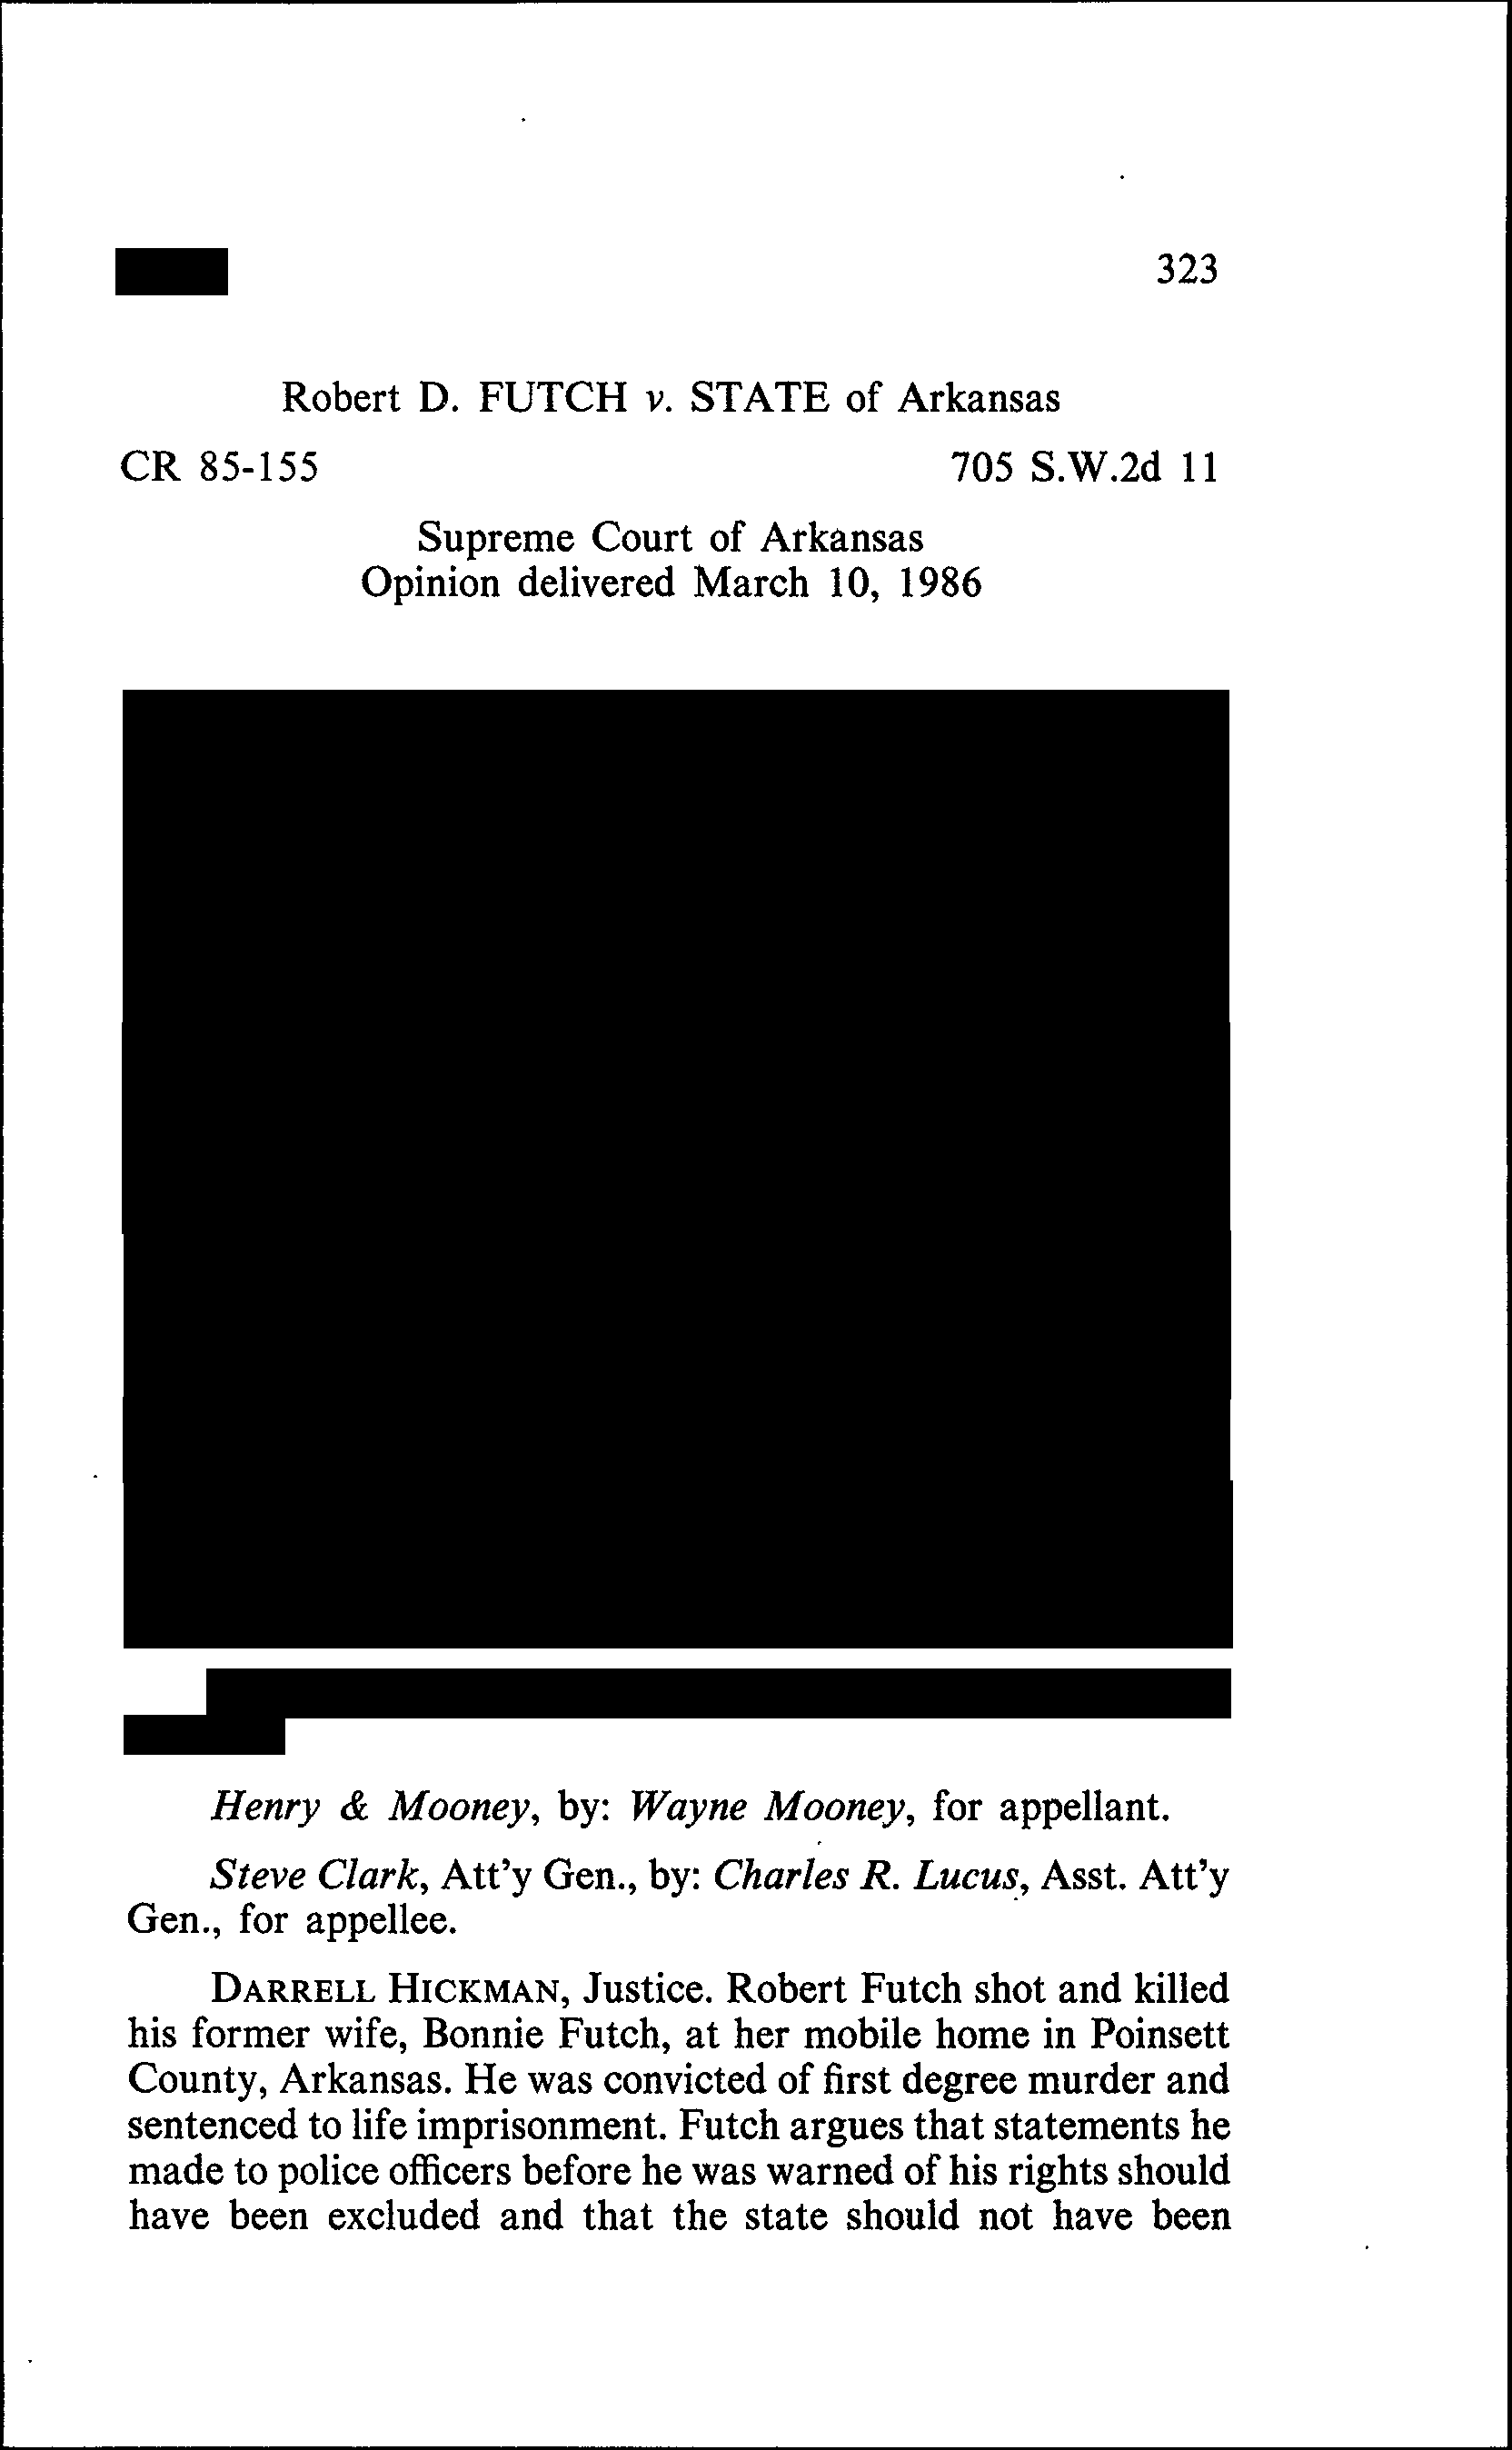 323
Robert D. FUTCH v. STATE of Arkansas
CR 85-155 705 S.W.2d 11
Supreme Court of Arkansas
Opinion delivered March 10, 1986
Henry & Mooney, by: Wayne Mooney, for appellant.
Steve Clark, Att'y Gen., by: Charles R. Lucus, Asst. Att'y
Gen., for appellee.
DARRELL HICKMAN, Justice. Robert Futch shot and killed
his former wife, Bonnie Futch, at her mobile home in Poinsett
County, Arkansas. He was convicted of first degree murder and
sentenced to life imprisonment. Futch argues that statements he
made to police officers before he was warned of his rights should
have been excluded and that the state should not have been